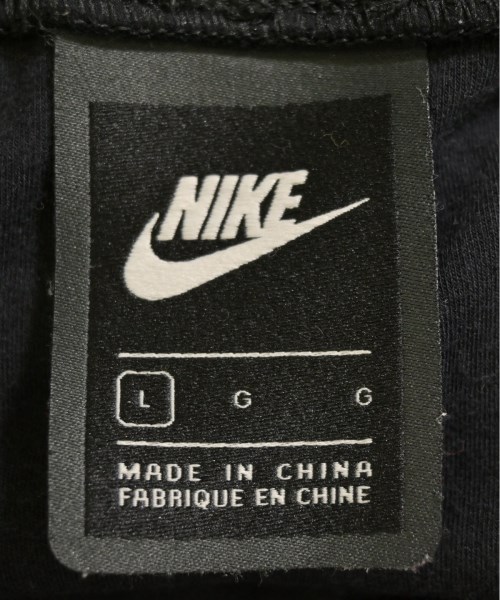 NIKE
L G G
MADE IN CHINA
FABRIQUE EN CHINE